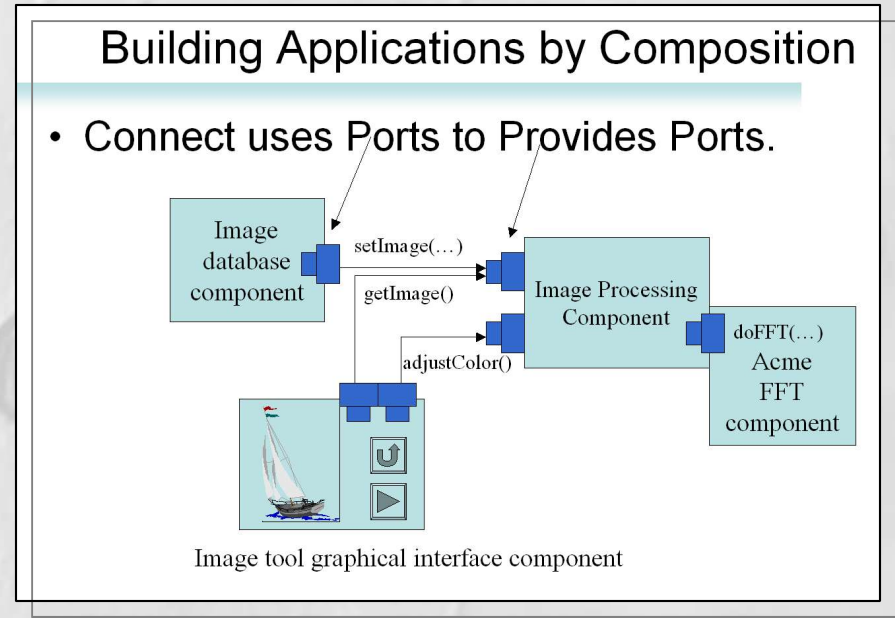 Building Applications by Composition
• Connect uses Ports to Provides Ports.
Image
database
component
setImage(…)
getImage()
Image Processing
Component
adjustColor()
doFFT(…)
Acme
FFT
component
Image tool graphical interface component